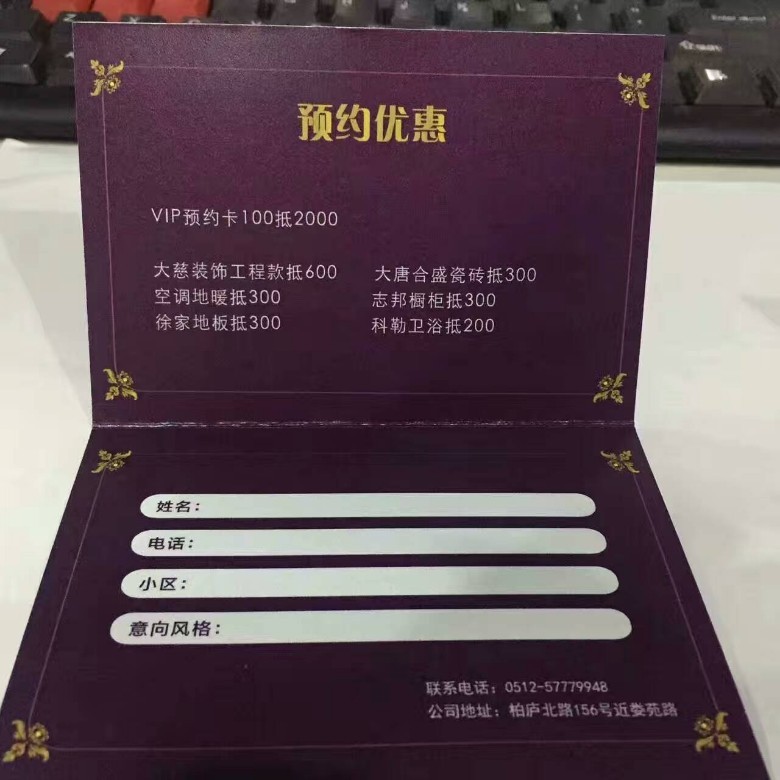 预约优惠
VIP预约卡100抵2000
大慈装饰工程款抵600 大唐合盛瓷砖抵300
空调地暖抵300 志邦橱柜抵300
徐家地板抵300 科勒卫浴抵200
姓名：
电话：
小区：
意向风格：
联系电话：0512-57779948
公司地址：柏庐北路156号近娄苑路